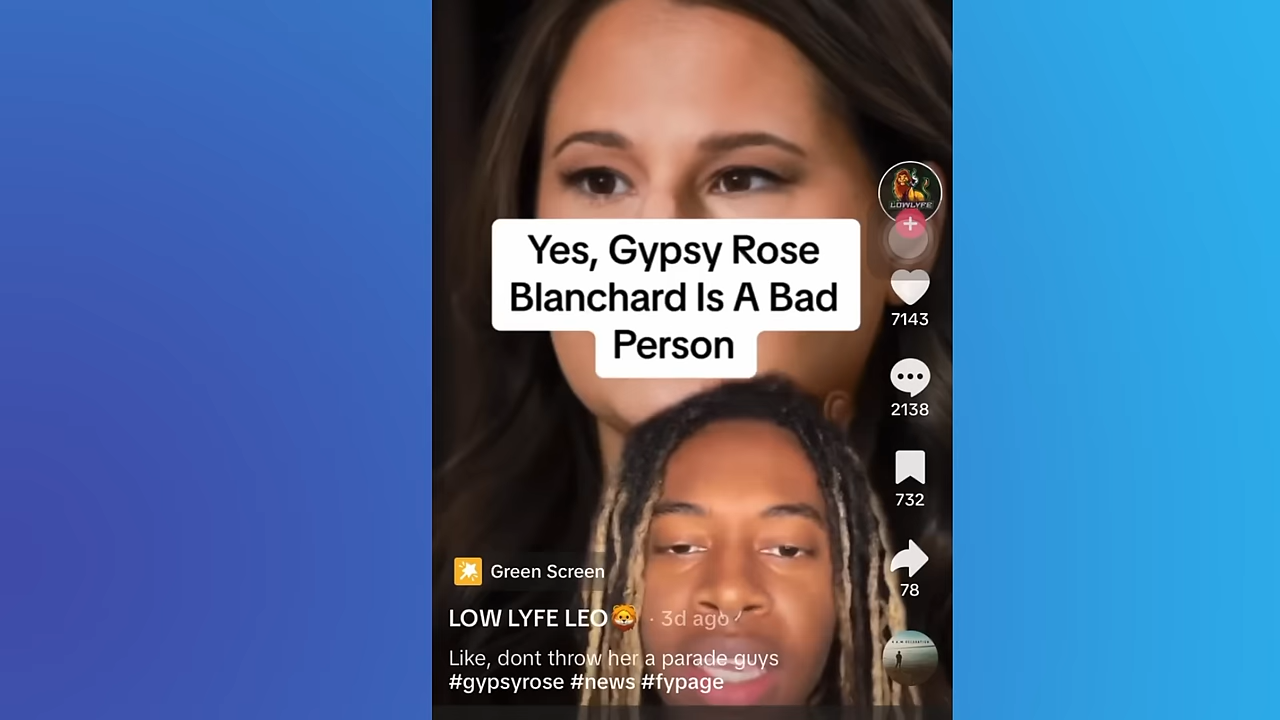 LOWLYFE
Yes, Gypsy Rose
Blanchard Is A Bad
Person
7143
2138
732
78
Green Screen
LOW LYFE LEO🦁 · 3d ago
Like, dont throw her a parade guys
#gypsyrose #news #fypage